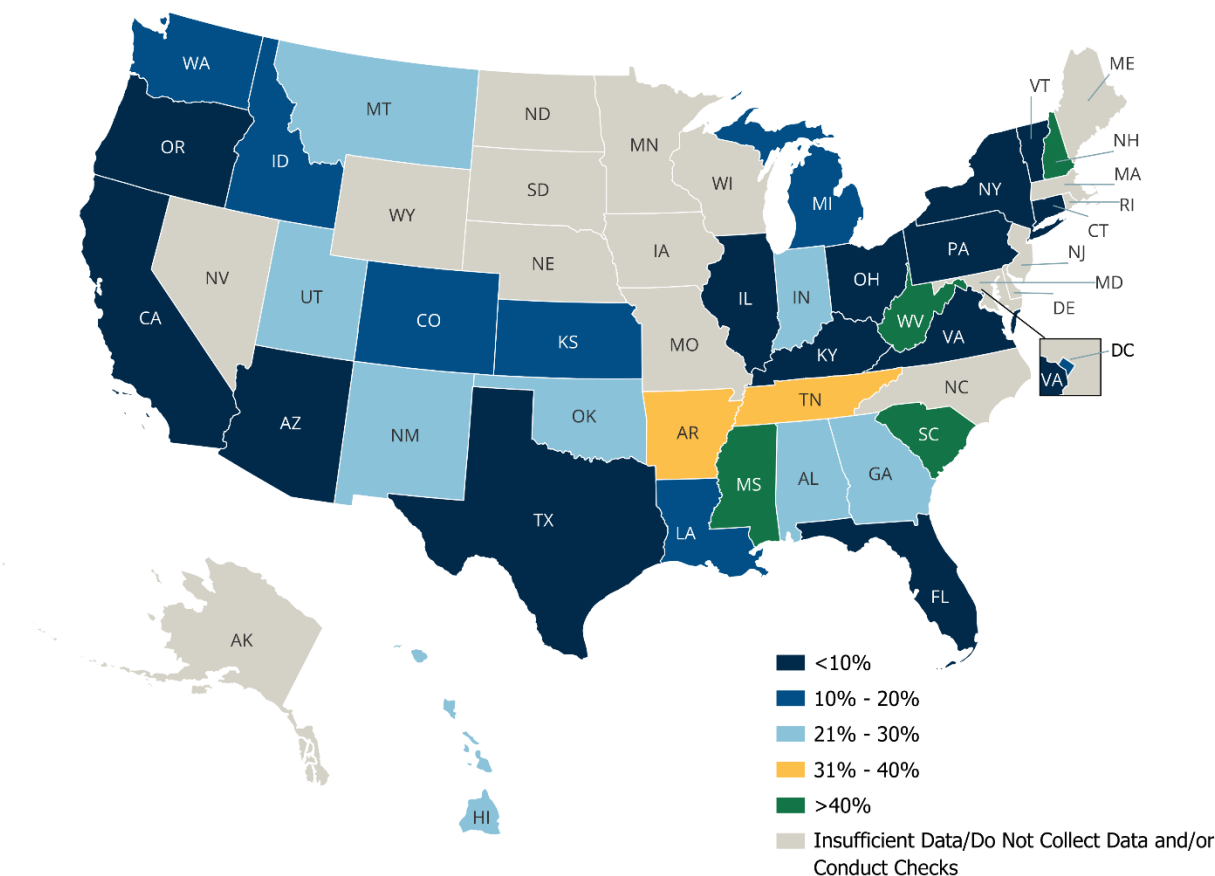 ME
VT
WA
MT
ND
MN
NH
OR
ID
SD
WI
MI
NY
MA
RI
WY
CT
IA
PA
NJ
NV
NE
OH
MD
UT
IL
IN
DE
CA
CO
KS
MO
KY
WV
VA
DC
VA
AZ
NM
OK
AR
TN
NC
SC
TX
LA
MS
AL
GA
FL
AK
HI
<10%
10% - 20%
21% - 30%
31% - 40%
>40%
Insufficient Data/Do Not Collect Data and/or
Conduct Checks